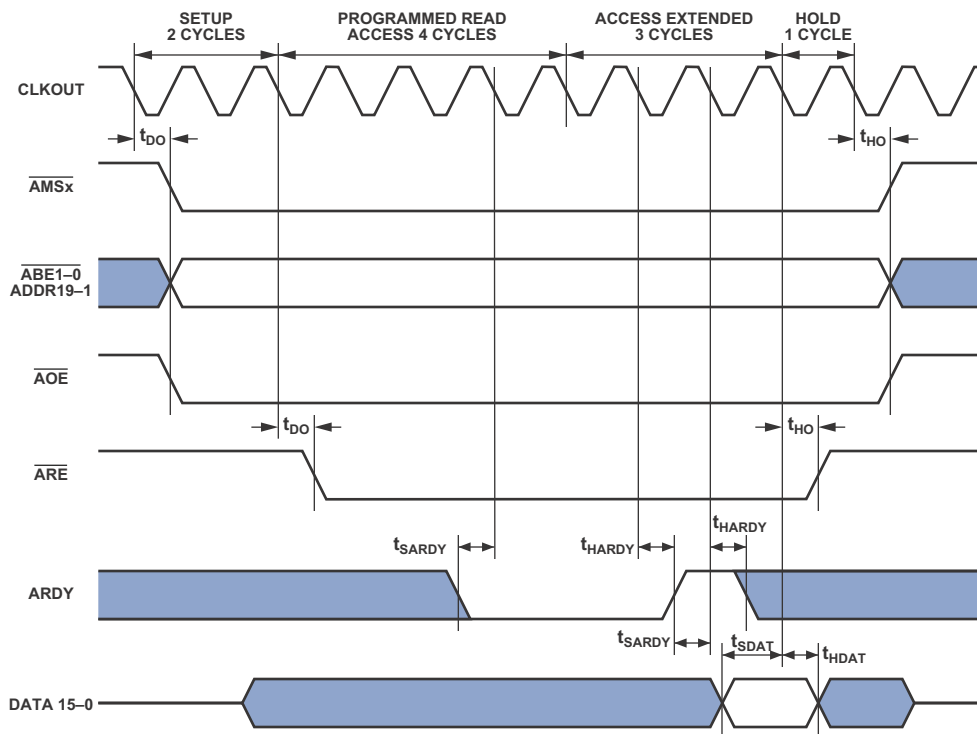 SETUP
2 CYCLES
PROGRAMMED READ
ACCESS 4 CYCLES
ACCESS EXTENDED
3 CYCLES
HOLD
1 CYCLE
CLKOUT
tDO
tHO
AMSx
ABE1–0
ADDR19–1
AOE
tDO
tHO
ARE
tSARDY
tHARDY
tHARDY
ARDY
tSARDY
tSDAT
tHDAT
DATA 15–0